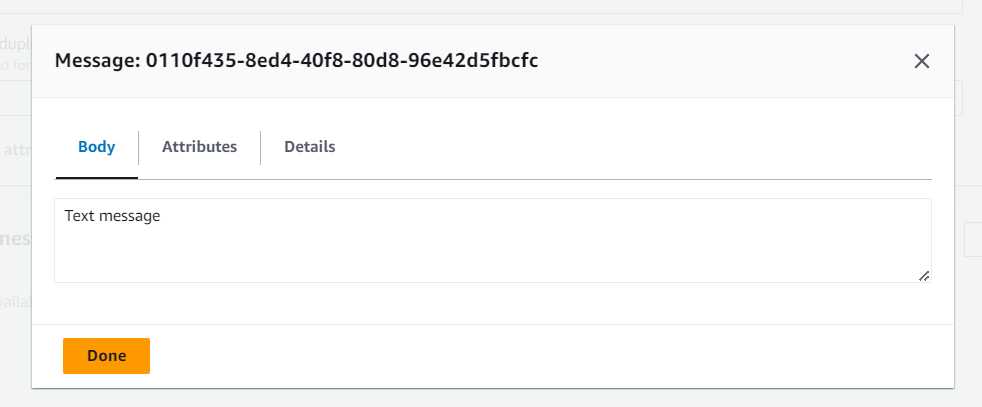 Message: 0110f435-8ed4-40f8-80d8-96e42d5fbcfc
Body Attributes Details
Text message
Done